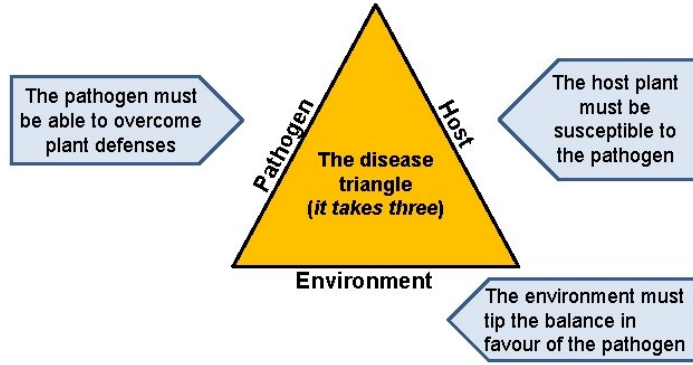 The pathogen must
be able to overcome
plant defenses
Pathogen
Host
The host plant
must be
susceptible to
the pathogen
The disease
triangle
(it takes three)
Environment
The environment must
tip the balance in
favour of the pathogen